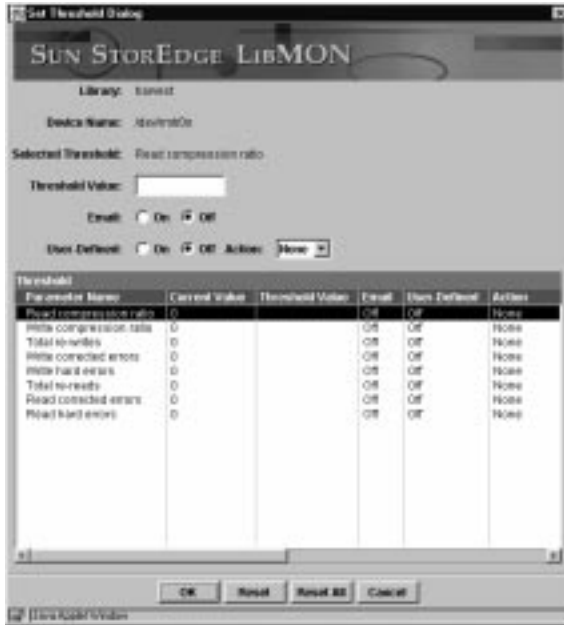 Set Threshold Dialog
SUN STOREDGE LIBMON
Library: harvest
Device Name: /dev/rmt/0n
Selected Threshold: Read compression ratio
Threshold Value:
Email: On Off
User-Defined: On Off Action: None
Threshold
Parameter Name Current Value Threshold Value Email User Defined Action
Read compression ratio 0 Off Off None
Write compression ratio 0 Off Off None
Total re-writes 0 Off Off None
Write corrected errors 0 Off Off None
Write hard errors 0 Off Off None
Total re-reads 0 Off Off None
Read corrected errors 0 Off Off None
Read hard errors 0 Off Off None
OK Reset Reset All Cancel
Java Applet Window